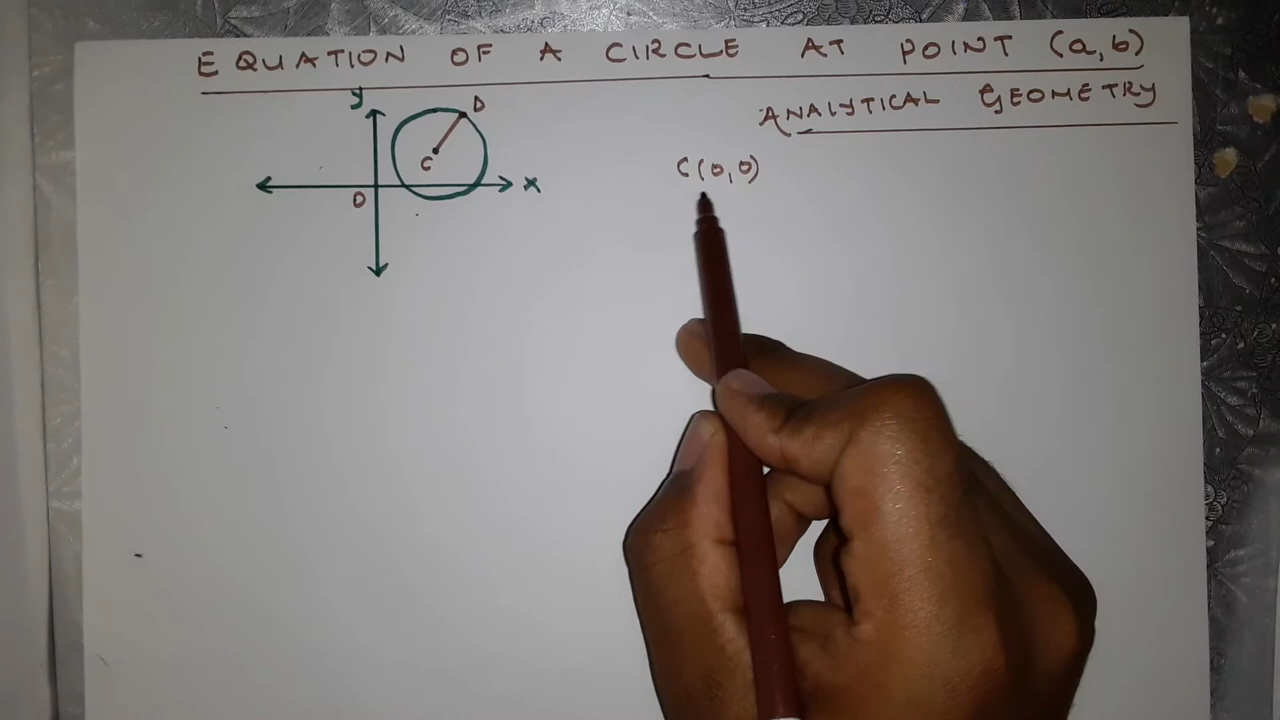 EQUATION OF A CIRCLE AT POINT (a,b)
ANALYTICAL GEOMETRY
y
D
C
C(0,0)
x
O